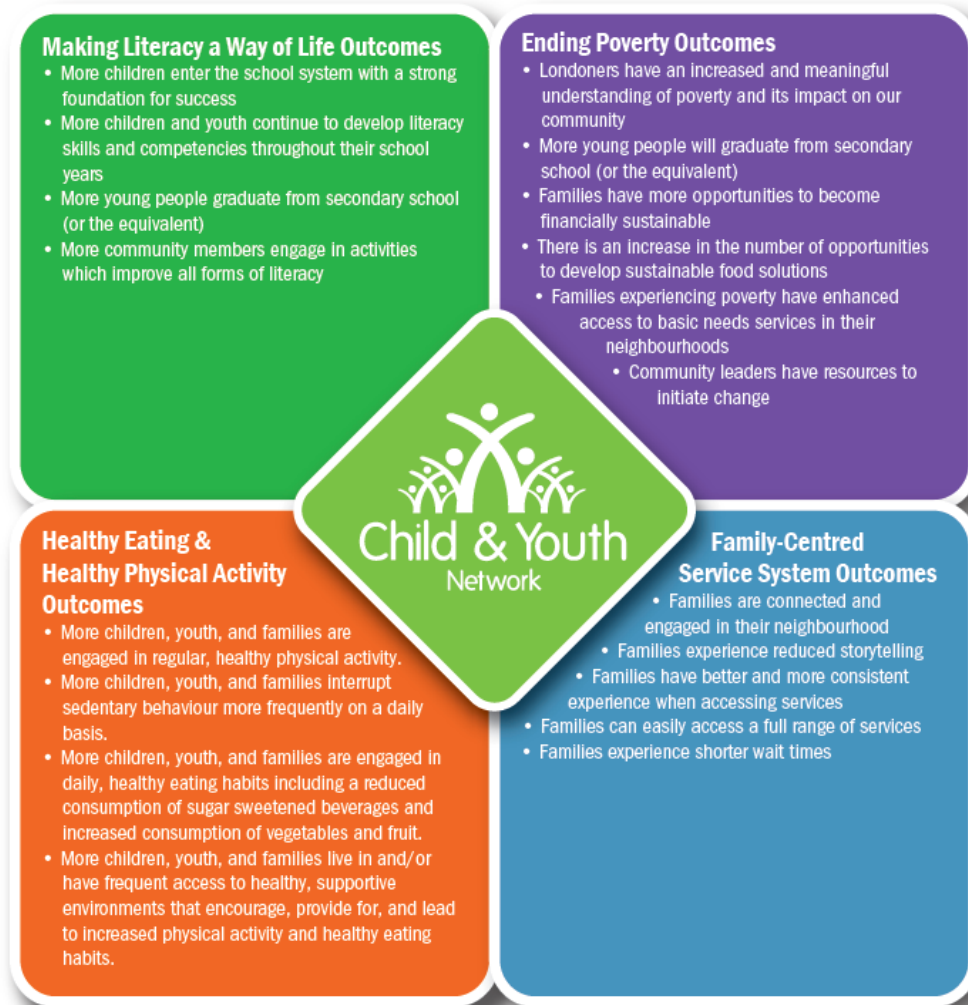 Making Literacy a Way of Life Outcomes
• More children enter the school system with a strong
foundation for success
• More children and youth continue to develop literacy
skills and competencies throughout their school
years
• More young people graduate from secondary school
(or the equivalent)
• More community members engage in activities
which improve all forms of literacy
Ending Poverty Outcomes
• Londoners have an increased and meaningful
understanding of poverty and its impact on our
community
• More young people will graduate from secondary
school (or the equivalent)
• Families have more opportunities to become
financially sustainable
• There is an increase in the number of opportunities
to develop sustainable food solutions
• Families experiencing poverty have enhanced
access to basic needs services in their
neighbourhoods
• Community leaders have resources to
initiate change
Child & Youth
Network
Healthy Eating &
Healthy Physical Activity
Outcomes
• More children, youth, and families are
engaged in regular, healthy physical activity.
• More children, youth, and families interrupt
sedentary behaviour more frequently on a daily
basis.
• More children, youth, and families are engaged in
daily, healthy eating habits including a reduced
consumption of sugar sweetened beverages and
increased consumption of vegetables and fruit.
• More children, youth, and families live in and/or
have frequent access to healthy, supportive
environments that encourage, provide for, and lead
to increased physical activity and healthy eating
habits.
Family-Centred
Service System Outcomes
• Families are connected and
engaged in their neighbourhood
• Families experience reduced storytelling
• Families have better and more consistent
experience when accessing services
• Families can easily access a full range of services
• Families experience shorter wait times